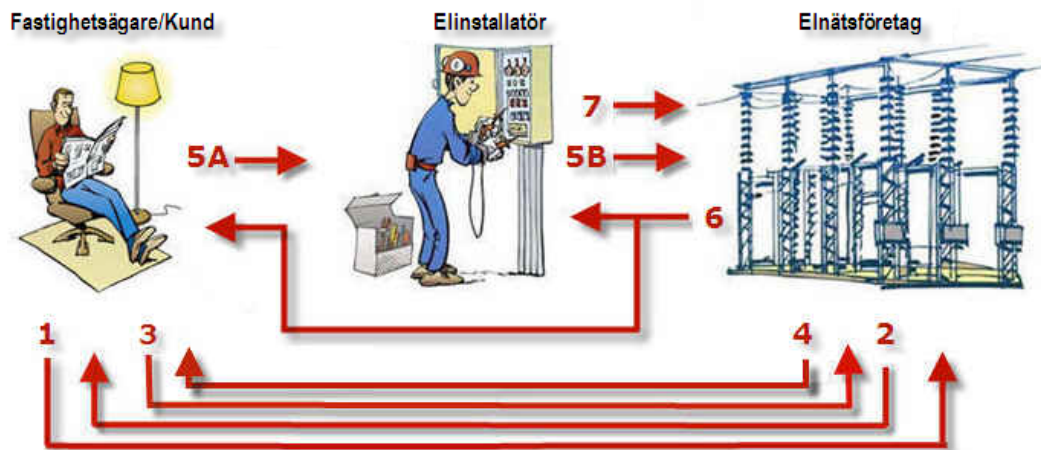 Fastighetsägare/Kund
Elinstallatör
Elnätsföretag
7
5A
5B
6
1
3
4
2